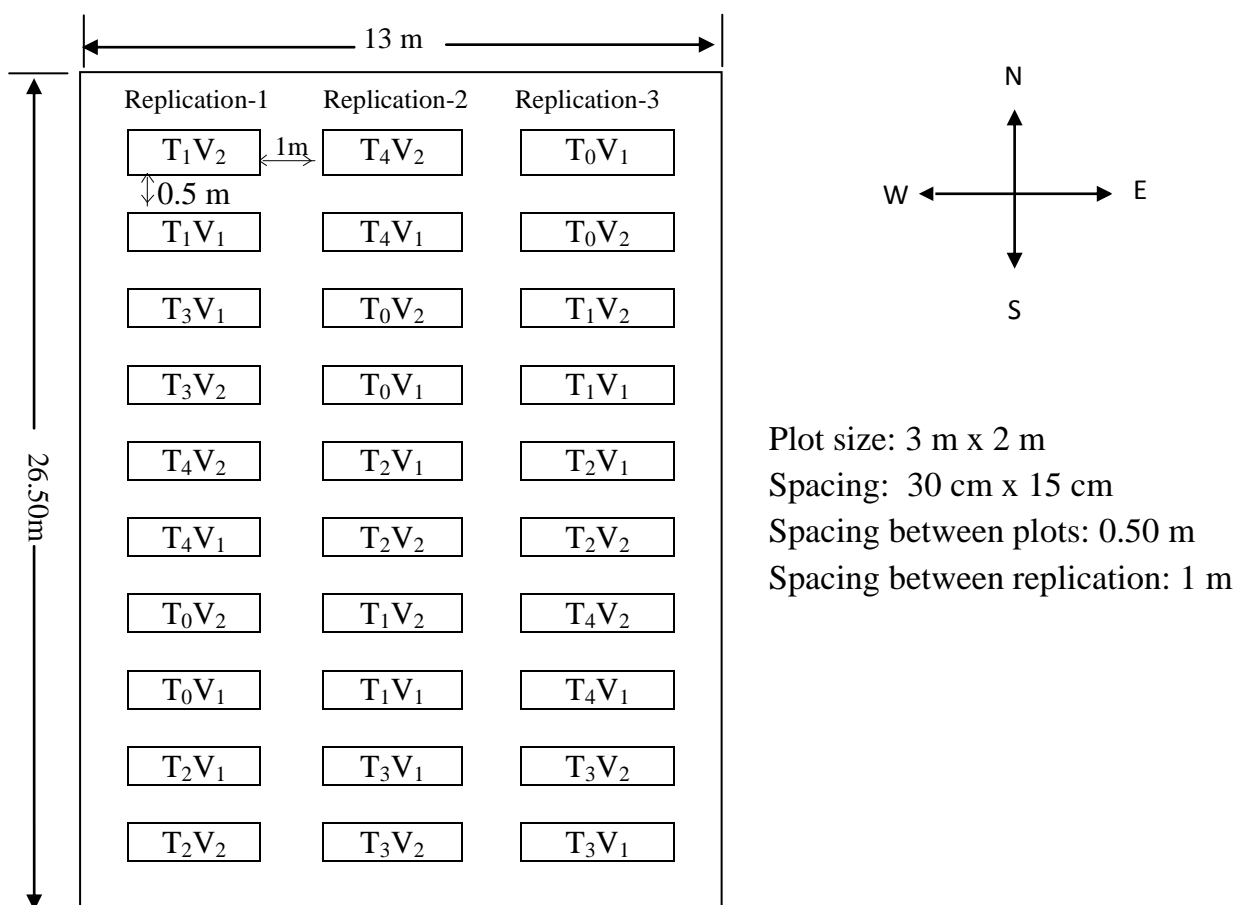 13 m
Replication-1 Replication-2 Replication-3
T₁V₂ 1m T₄V₂ T₀V₁
0.5 m
T₁V₁ T₄V₁ T₀V₂
T₃V₁ T₀V₂ T₁V₂
T₃V₂ T₀V₁ T₁V₁
T₄V₂ T₂V₁ T₂V₁
T₄V₁ T₂V₂ T₂V₂
T₀V₂ T₁V₂ T₄V₂
T₀V₁ T₁V₁ T₄V₁
T₂V₁ T₃V₁ T₃V₂
T₂V₂ T₃V₂ T₃V₁
26.50m
N
W E
S
Plot size: 3 m x 2 m
Spacing: 30 cm x 15 cm
Spacing between plots: 0.50 m
Spacing between replication: 1 m